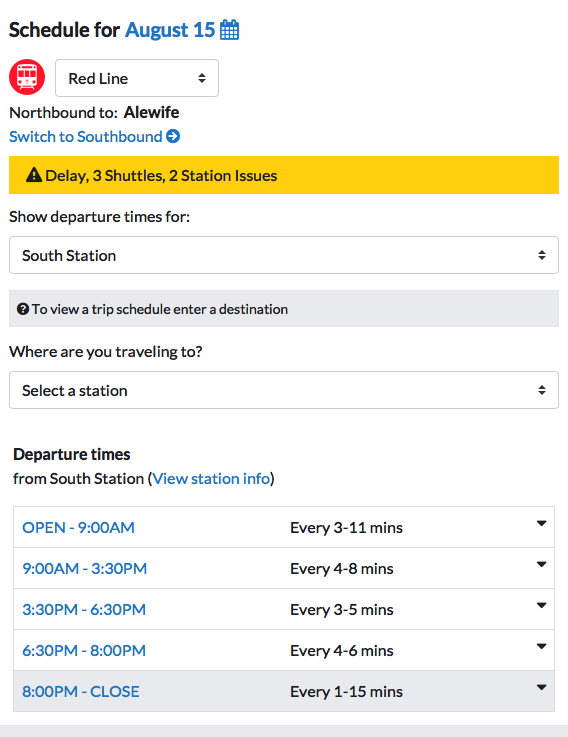 Schedule for August 15
Red Line
Northbound to: Alewife
Switch to Southbound
Delay, 3 Shuttles, 2 Station Issues
Show departure times for:
South Station
To view a trip schedule enter a destination
Where are you traveling to?
Select a station
Departure times
from South Station (View station info)
OPEN - 9:00AM Every 3-11 mins
9:00AM - 3:30PM Every 4-8 mins
3:30PM - 6:30PM Every 3-5 mins
6:30PM - 8:00PM Every 4-6 mins
8:00PM - CLOSE Every 1-15 mins